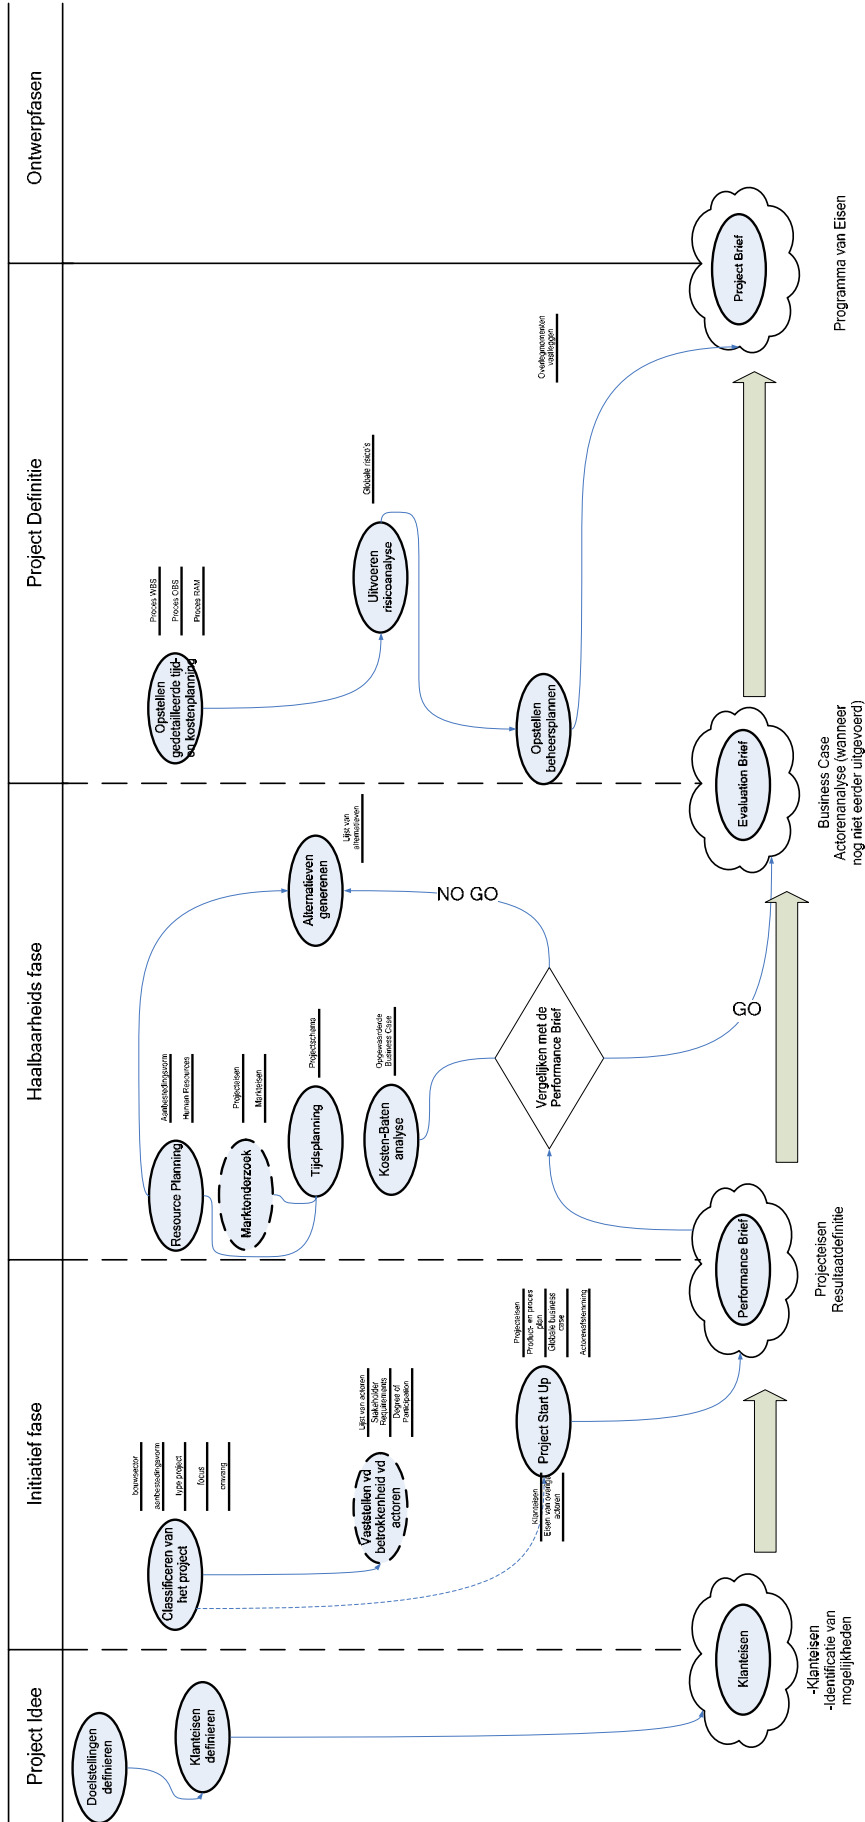 Project Idee
Initiatief fase
Haalbaarheids fase
Project Definitie
Ontwerpfasen
Doelstellingen
definiëren
Klanteisen
definieren
Klanteisen
-Klanteisen
-Identificatie van
mogelijkheden
Classificeren van
het project
bouwsector
aanbestedingsvorm
type project
focus
omvang
Vaststellen vd
betrokkenheid vd
actoren
Lijst van actoren
Stakeholder
Requirements
Degree of
Participation
Klanteisen
Eisen van overige
actoren
Project Start Up
Projecteisen
Product- en proces
plan
Globale business
case
Actorenafstemming
Performance Brief
Projecteisen
Resultaatdefinitie
Resource Planning
Aanbestedingsvorm
Human Resources
Marktonderzoek
Projecteisen
Markteisen
Tijdsplanning
Projectschema
Kosten-Baten
analyse
Opgewaardeerde
Business Case
Vergelijken met de
Performance Brief
NO GO
GO
Alternatieven
genereren
Lijst van
alternatieven
Evaluation Brief
Business Case
Actorenanalyse (wanneer
nog niet eerder uitgevoerd)
Opstellen
gedetailleerde tijd-
en kostenplanning
Proces WBS
Proces OBS
Proces RAM
Uitvoeren
risicoanalyse
Globale risico's
Opstellen
beheersplannen
Overlegmomenten
vastleggen
Project Brief
Programma van Eisen